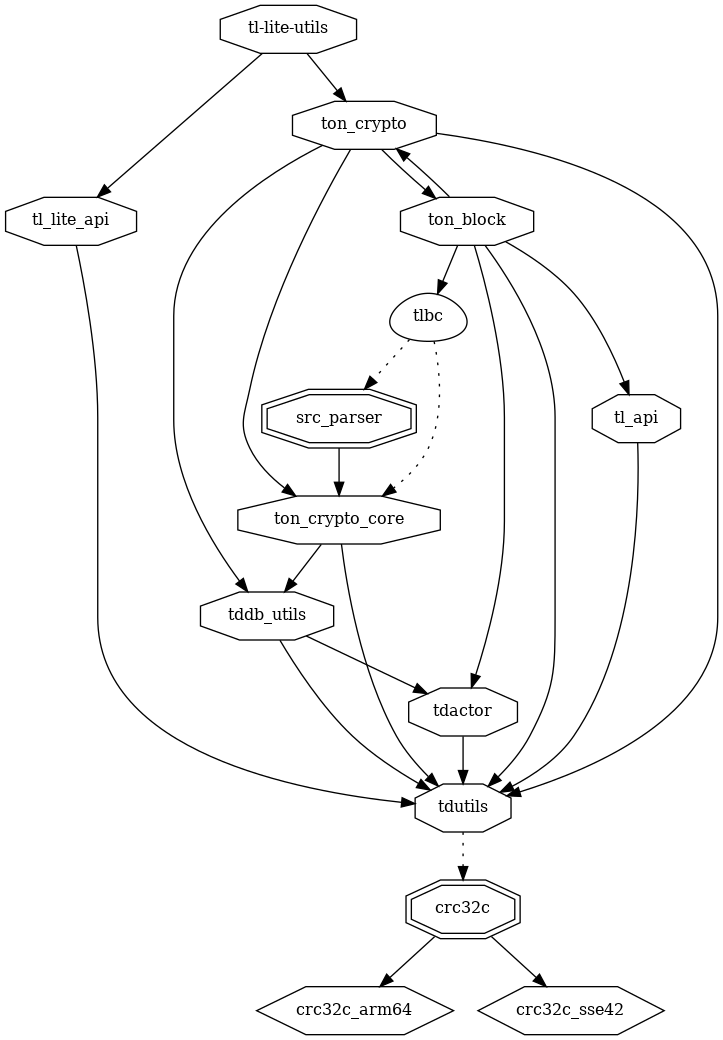 tl-lite-utils
ton_crypto
tl_lite_api
ton_block
tlbc
src_parser
tl_api
ton_crypto_core
tddb_utils
tdactor
tdutils
crc32c
crc32c_arm64
crc32c_sse42